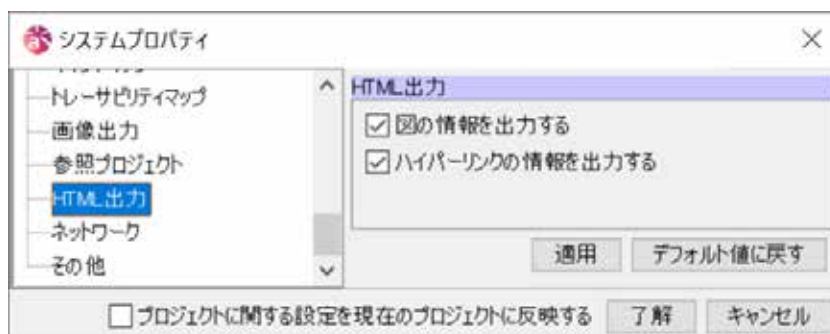 システムプロパティ
トレーサビリティマップ
画像出力
参照プロジェクト
HTML出力
ネットワーク
その他
HTML出力
図の情報を出力する
ハイパーリンクの情報を出力する
適用 デフォルト値に戻す
プロジェクトに関する設定を現在のプロジェクトに反映する 了解 キャンセル